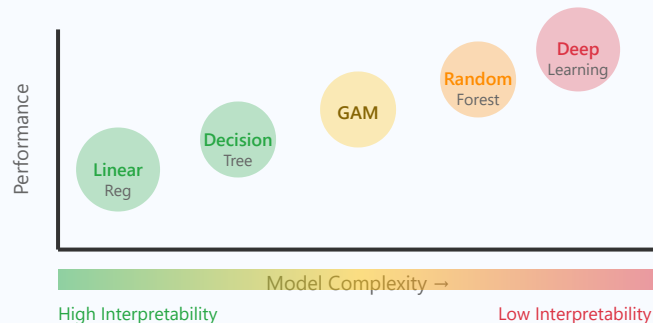 Performance
Linear
Reg
Decision
Tree
GAM
Random
Forest
Deep
Learning
Model Complexity →
High Interpretability
Low Interpretability